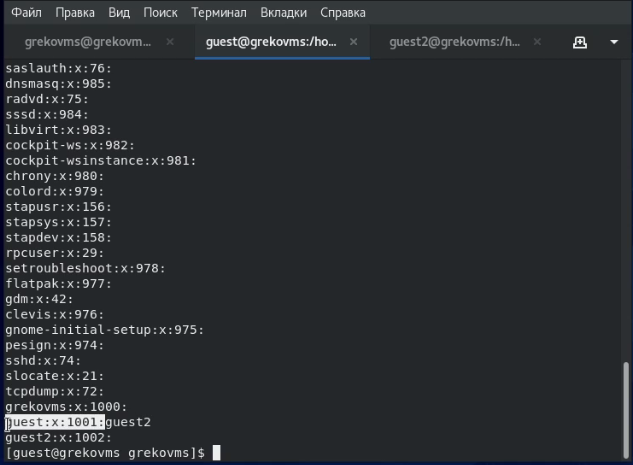 Файл Правка Вид Поиск Терминал Вкладки Справка
grekovms@grekovm... × guest@grekovms:/ho... × guest2@grekovms:/h... ×
saslauth:x:76:
dnsmasq:x:985:
radvd:x:75:
sssd:x:984:
libvirt:x:983:
cockpit-ws:x:982:
cockpit-wsinstance:x:981:
chrony:x:980:
colord:x:979:
stapusr:x:156:
stapsys:x:157:
stapdev:x:158:
rpcuser:x:29:
setroubleshoot:x:978:
flatpak:x:977:
gdm:x:42:
clevis:x:976:
gnome-initial-setup:x:975:
pesign:x:974:
sshd:x:74:
slocate:x:21:
tcpdump:x:72:
grekovms:x:1000:
guest:x:1001:guest2
guest2:x:1002:
[guest@grekovms grekovms]$